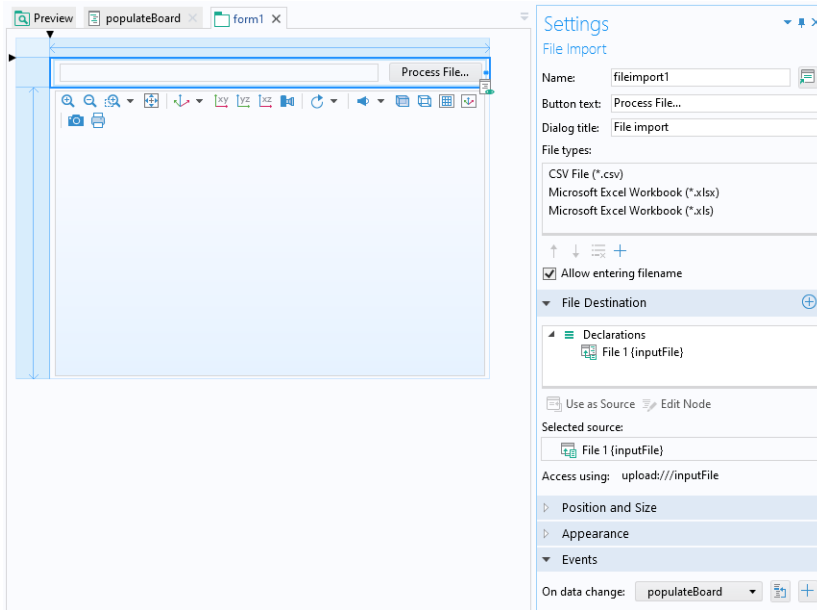 Preview
populateBoard
form1
Process File...
xy yz xz
Settings
File Import
Name: fileimport1
Button text: Process File...
Dialog title: File import
File types:
CSV File (*.csv)
Microsoft Excel Workbook (*.xlsx)
Microsoft Excel Workbook (*.xls)
Allow entering filename
File Destination
Declarations
File 1 {inputFile}
Use as Source Edit Node
Selected source:
File 1 {inputFile}
Access using: upload:///inputFile
Position and Size
Appearance
Events
On data change: populateBoard